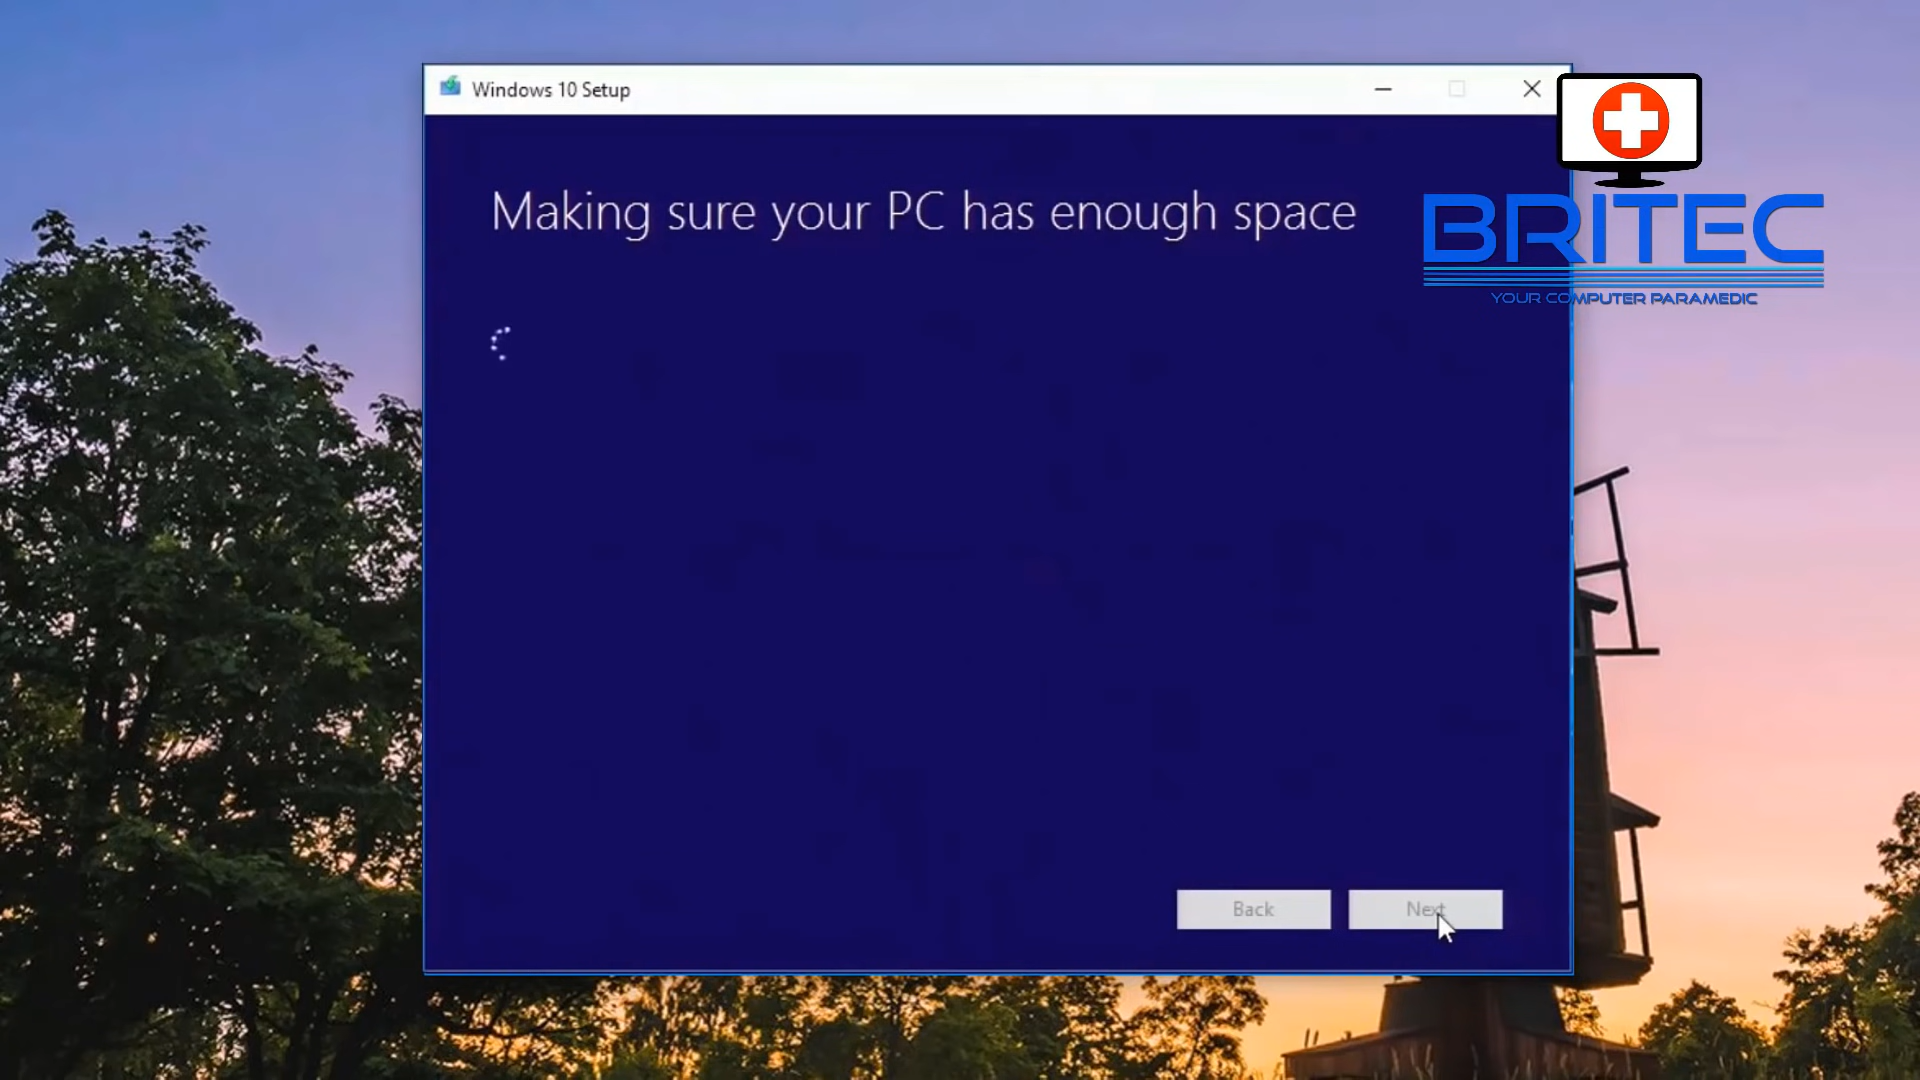 Windows 10 Setup
Making sure your PC has enough space
BRITEC
YOUR COMPUTER PARAMEDIC
Back
Next